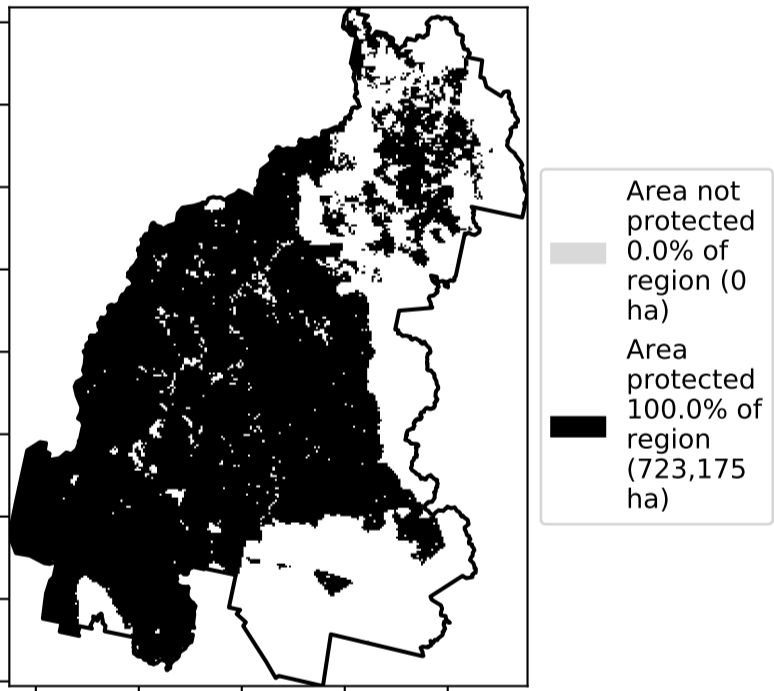 Area not
protected
0.0% of
region (0
ha)
Area
protected
100.0% of
region
(723,175
ha)